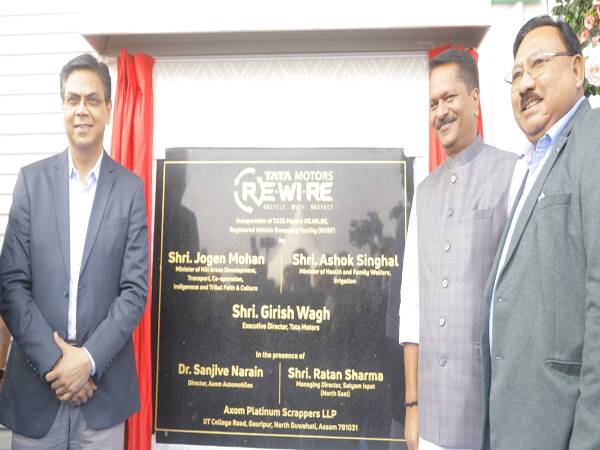 TATA MOTORS
RE.WI.RE
RECYCLE . WITH . RESPECT
Inauguration of TATA Motors RE.WI.RE,
Registered Vehicle Scrapping Facility (RVSF)
by
Shri. Jogen Mohan
Minister of Hill Areas Development,
Transport, Co-operation,
Indigenous and Tribal Faith & Culture
Shri. Ashok Singhal
Minister of Health and Family Welfare,
Irrigation
Shri. Girish Wagh
Executive Director, Tata Motors
In the presence of
Dr. Sanjive Narain
Director, Axom Automobiles
Shri. Ratan Sharma
Managing Director, Satyam Ispat
(North East)
Axom Platinum Scrappers LLP
IIT College Road, Gauripur, North Guwahati, Assam 781031